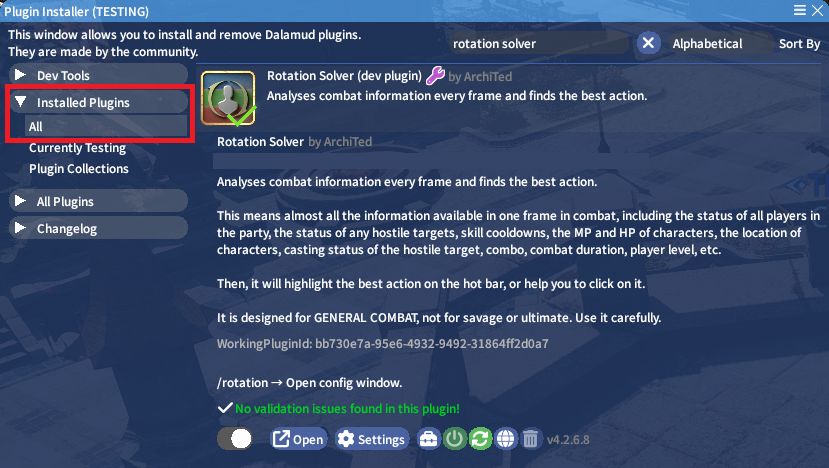 Plugin Installer (TESTING)
This window allows you to install and remove Dalamud plugins.
They are made by the community.
rotation solver
Alphabetical
Sort By
Dev Tools
Installed Plugins
All
Currently Testing
Plugin Collections
All Plugins
Changelog
Rotation Solver (dev plugin) by ArchiTed
Analyses combat information every frame and finds the best action.
Rotation Solver by ArchiTed
Analyses combat information every frame and finds the best action.
This means almost all the information available in one frame in combat, including the status of all players in
the party, the status of any hostile targets, skill cooldowns, the MP and HP of characters, the location of
characters, casting status of the hostile target, combo, combat duration, player level, etc.
Then, it will highlight the best action on the hot bar, or help you to click on it.
It is designed for GENERAL COMBAT, not for savage or ultimate. Use it carefully.
WorkingPluginId: bb730e7a-95e6-4932-9492-31864ff2d0a7
/rotation → Open config window.
No validation issues found in this plugin!
Open
Settings
v4.2.6.8